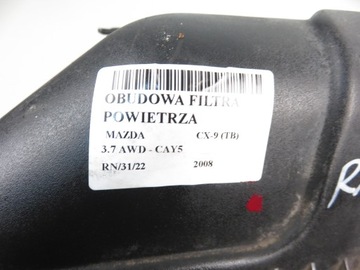 OBUDOWA FILTRA
POWIETRZA
MAZDA CX-9 (TB)
3.7 AWD - CAY5
RN/31/22 2008